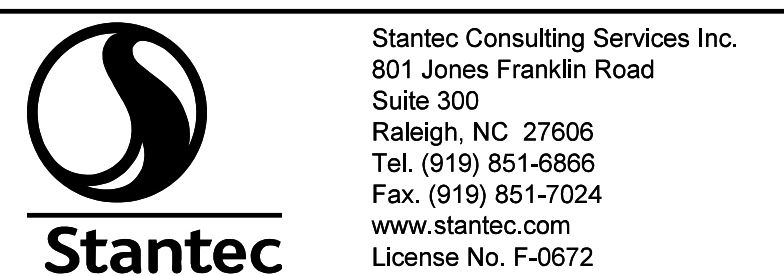 Stantec
Stantec Consulting Services Inc.
801 Jones Franklin Road
Suite 300
Raleigh, NC  27606
Tel. (919) 851-6866
Fax. (919) 851-7024
www.stantec.com
License No. F-0672